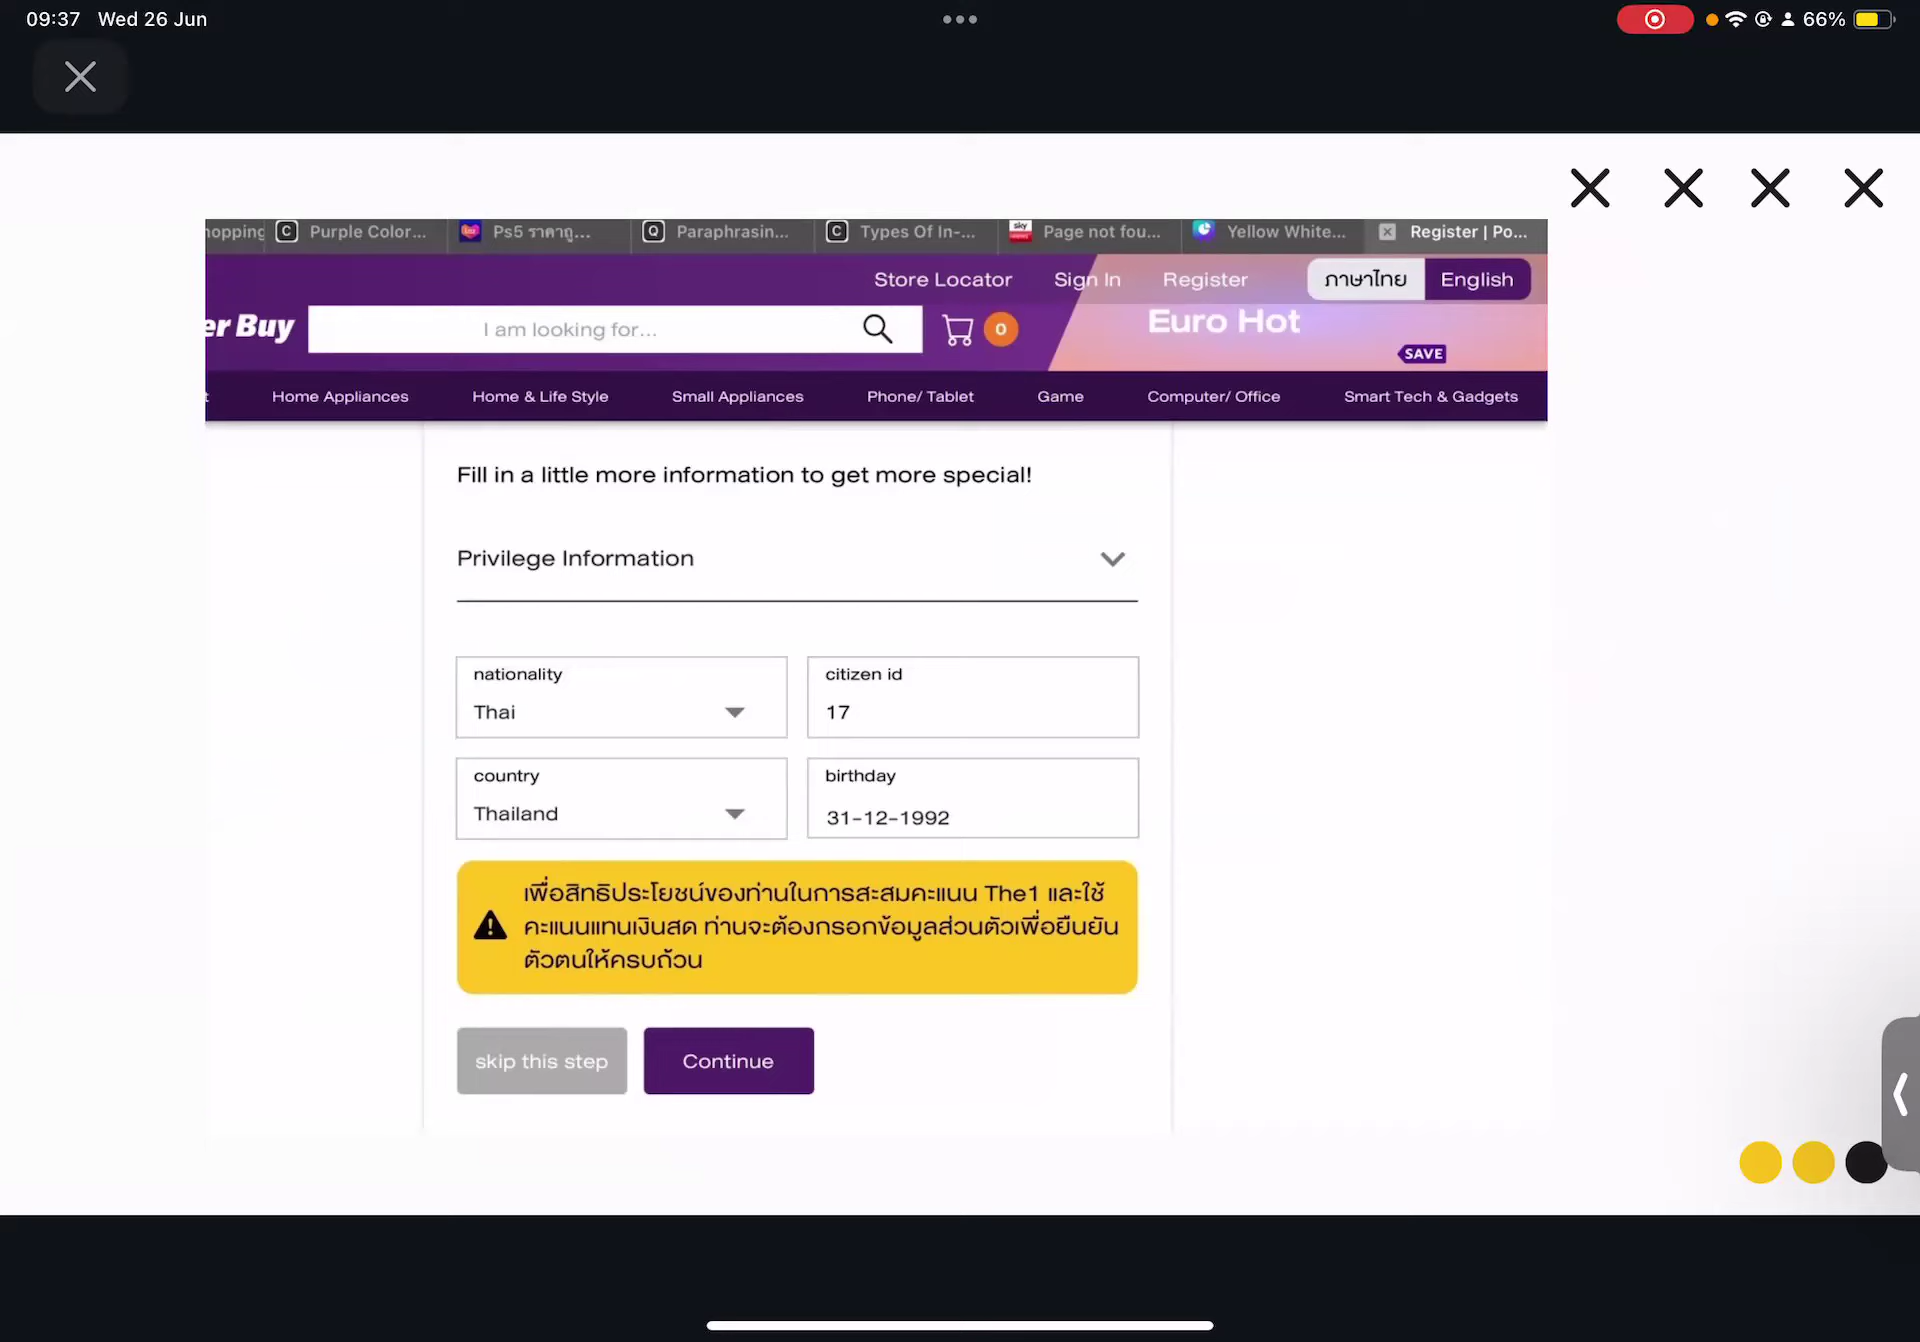 09:37 Wed 26 Jun
66%
hopping
Purple Color...
Ps5 ราคาถู...
Paraphrasin...
Types Of In-...
Page not fou...
Yellow White...
Register | Po...
Store Locator
Sign In
Register
ภาษาไทย
English
er Buy
I am looking for...
0
Euro Hot
SAVE
t
Home Appliances
Home & Life Style
Small Appliances
Phone/ Tablet
Game
Computer/ Office
Smart Tech & Gadgets
Fill in a little more information to get more special!
Privilege Information
nationality
Thai
citizen id
17
country
Thailand
birthday
31-12-1992
เพื่อสิทธิประโยชน์ของท่านในการสะสมคะแนน The1 และใช้
คะแนนแทนเงินสด ท่านจะต้องกรอกข้อมูลส่วนตัวเพื่อยืนยัน
ตัวตนให้ครบถ้วน
skip this step
Continue